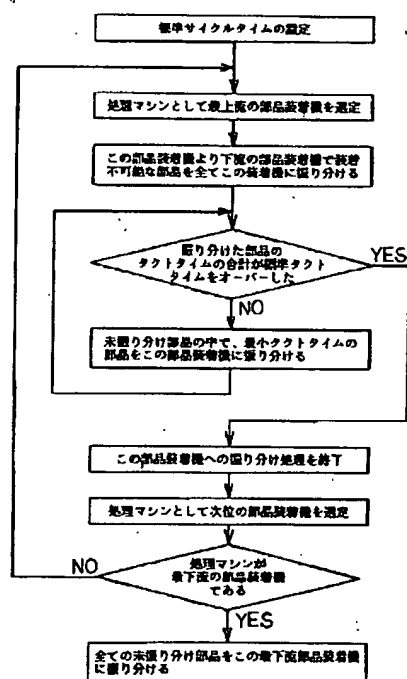 標準サイクルタイムの設定
処理マシンとして最上流の部品装着機を選定
この部品装着機より下流の部品装着機で装着
不可能な部品を全てこの装着機に振り分ける
振り分けた部品の
タクトタイムの合計が標準タクト
タイムをオーバーした
YES
NO
未振り分け部品の中で、最小タクトタイムの
部品をこの部品装着機に振り分ける
この部品装着機への振り分け処理を終了
処理マシンとして次位の部品装着機を選定
処理マシンが
最下流の部品装着機
である
NO
YES
全ての未振り分け部品をこの最下流部品装着機
に振り分ける